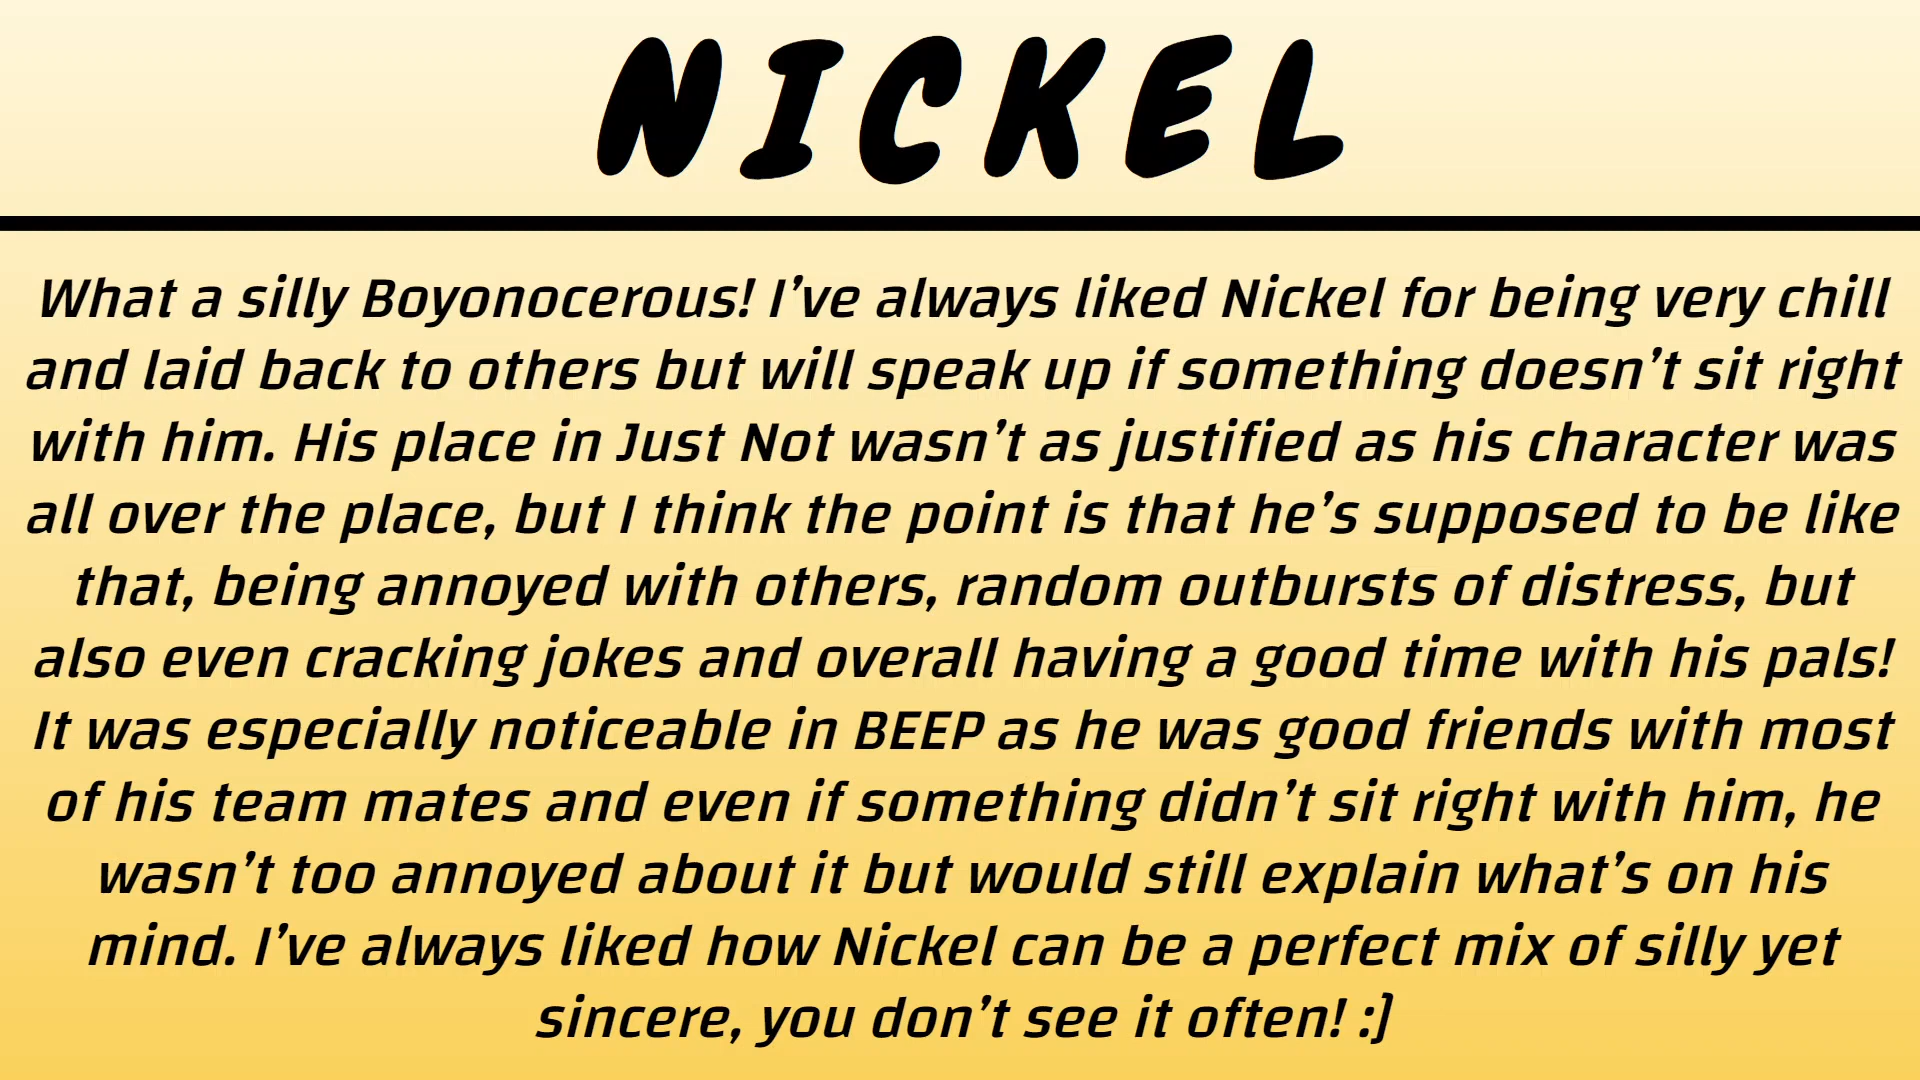 NICKEL
What a silly Boyonocerous! I’ve always liked Nickel for being very chill
and laid back to others but will speak up if something doesn’t sit right
with him. His place in Just Not wasn’t as justified as his character was
all over the place, but I think the point is that he’s supposed to be like
that, being annoyed with others, random outbursts of distress, but
also even cracking jokes and overall having a good time with his pals!
It was especially noticeable in BEEP as he was good friends with most
of his team mates and even if something didn’t sit right with him, he
wasn’t too annoyed about it but would still explain what’s on his
mind. I’ve always liked how Nickel can be a perfect mix of silly yet
sincere, you don’t see it often! :]